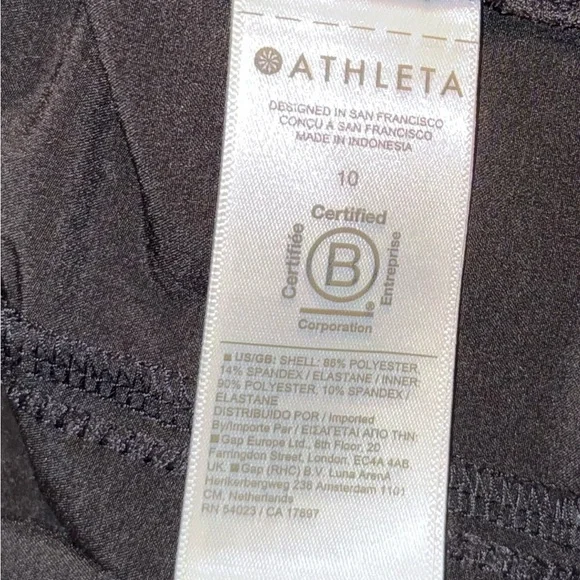 ATHLETA
DESIGNED IN SAN FRANCISCO
CONÇU À SAN FRANCISCO
MADE IN INDONESIA
10
Certified
Certifiée
B
Entreprise
®
Corporation
■ US/GB: SHELL: 86% POLYESTER,
14% SPANDEX / ELASTANE / INNER:
90% POLYESTER, 10% SPANDEX /
ELASTANE
DISTRIBUIDO POR / Imported
By/Importe Par / ΕΙΣΑΓΕΤΑΙ ΑΠΟ ΤΗΝ:
■ Gap Europe Ltd., 6th Floor, 20
Farringdon Street, London, EC4A 4AB,
UK. ■ Gap (RHC) B.V. Luna ArenA
Herikerbergweg 238 Amsterdam 1101
CM, Netherlands
RN 54023 / CA 17897